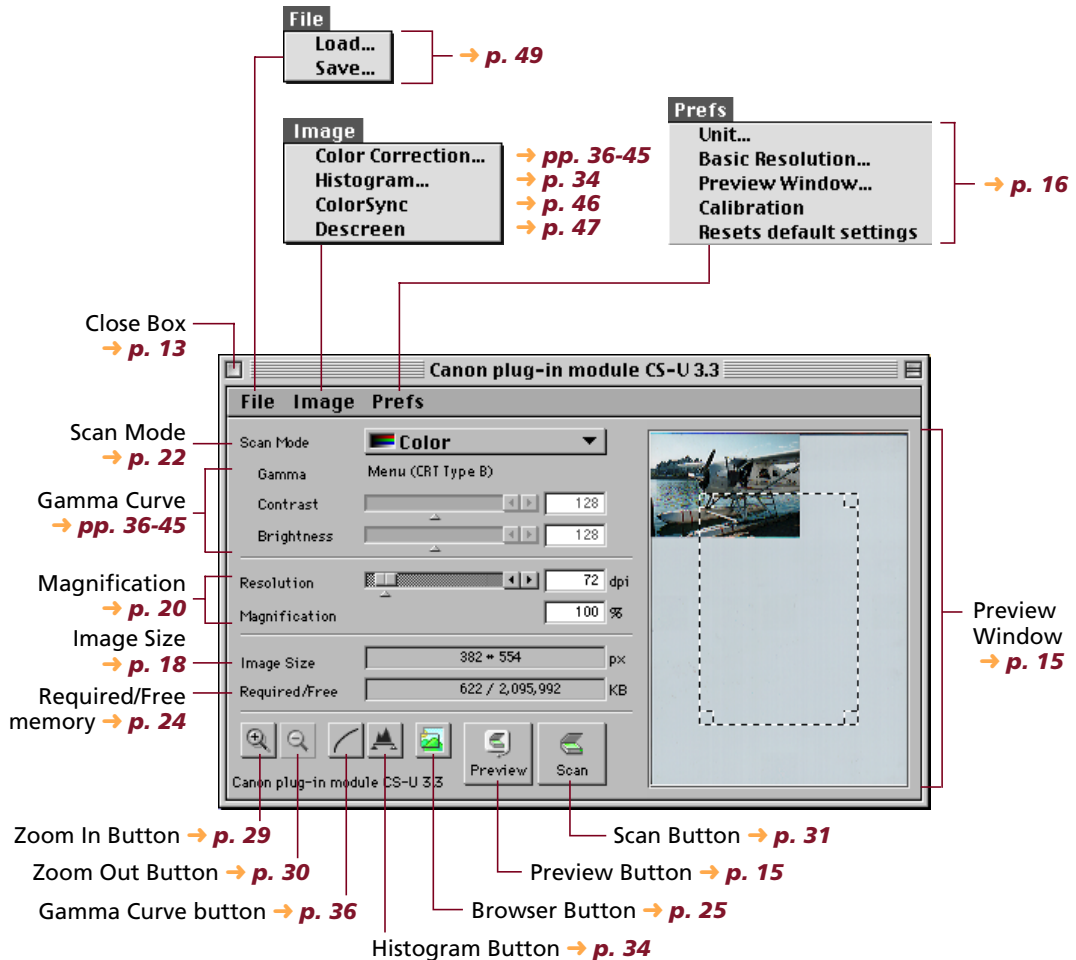 File
Load...
Save...
➜ p. 49
Image
Color Correction...
Histogram...
ColorSync
Descreen
➜ pp. 36-45
➜ p. 34
➜ p. 46
➜ p. 47
Prefs
Unit...
Basic Resolution...
Preview Window...
Calibration
Resets default settings
➜ p. 16
Close Box
➜ p. 13
Scan Mode
➜ p. 22
Gamma Curve
➜ pp. 36-45
Magnification
➜ p. 20
Image Size
➜ p. 18
Required/Free
memory ➜ p. 24
Canon plug-in module CS-U 3.3
File Image Prefs
Scan Mode Color
Gamma Menu (CRT Type B)
Contrast 128
Brightness 128
Resolution 72 dpi
Magnification 100 %
Image Size 382 * 554 px
Required/Free 622 / 2,095,992 KB
Preview
Scan
Canon plug-in module CS-U 3.3
Preview
Window
➜ p. 15
Zoom In Button ➜ p. 29
Zoom Out Button ➜ p. 30
Gamma Curve button ➜ p. 36
Histogram Button ➜ p. 34
Browser Button ➜ p. 25
Preview Button ➜ p. 15
Scan Button ➜ p. 31